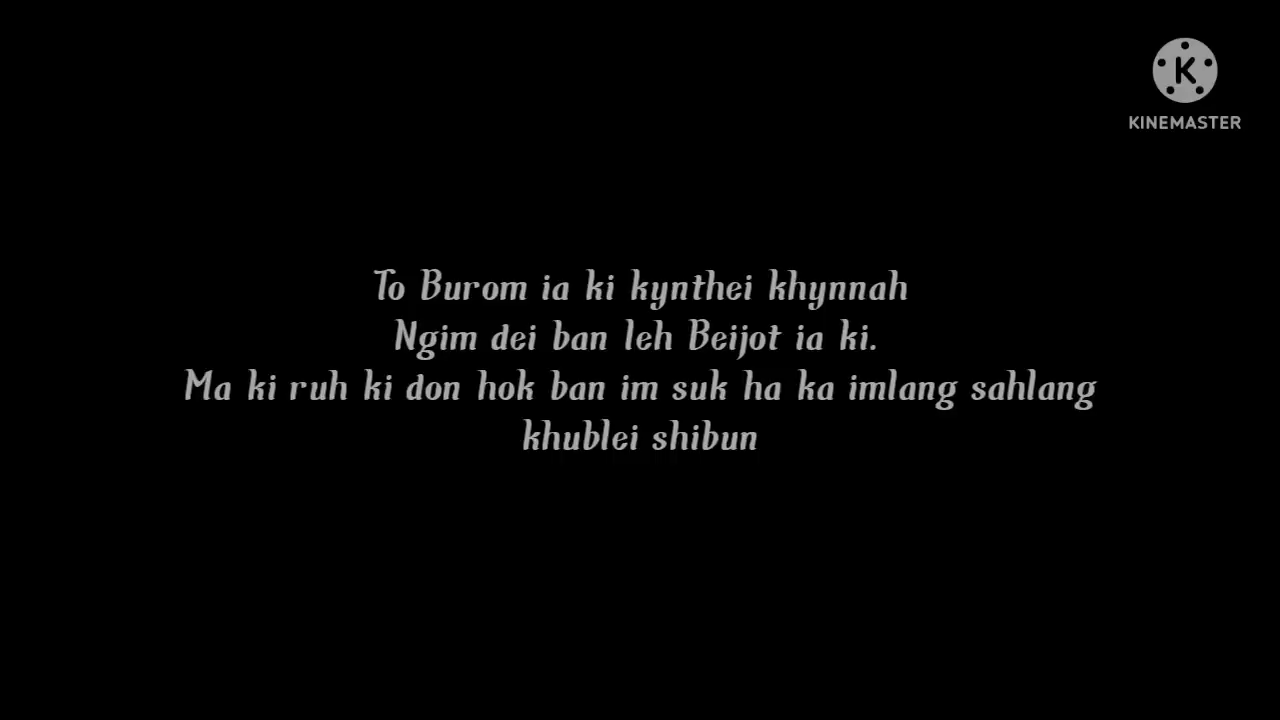 KINEMASTER
To Burom ia ki kynthei khynnah
Ngim dei ban leh Beijot ia ki.
Ma ki ruh ki don hok ban im suk ha ka imlang sahlang
khublei shibun